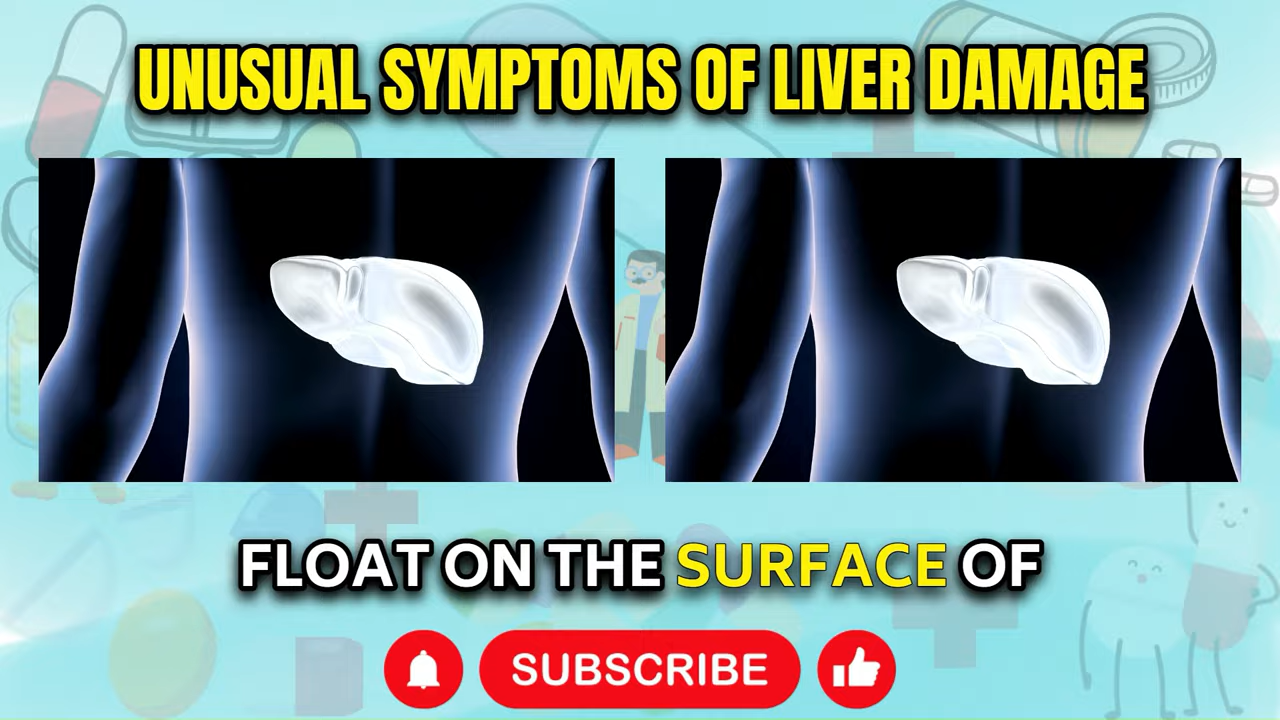 UNUSUAL SYMPTOMS OF LIVER DAMAGE
FLOAT ON THE SURFACE OF
SUBSCRIBE